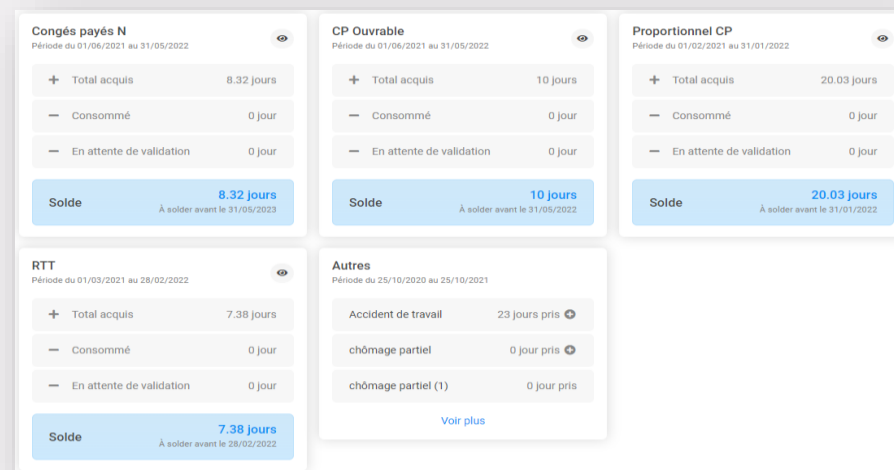 Congés payés N
Période du 01/06/2021 au 31/05/2022
Total acquis 8.32 jours
Consommé 0 jour
En attente de validation 0 jour
Solde 8.32 jours
À solder avant le 31/05/2023
CP Ouvrable
Période du 01/06/2021 au 31/05/2022
Total acquis 10 jours
Consommé 0 jour
En attente de validation 0 jour
Solde 10 jours
À solder avant le 31/05/2022
Proportionnel CP
Période du 01/02/2021 au 31/01/2022
Total acquis 20.03 jours
Consommé 0 jour
En attente de validation 0 jour
Solde 20.03 jours
À solder avant le 31/01/2022
RTT
Période du 01/03/2021 au 28/02/2022
Total acquis 7.38 jours
Consommé 0 jour
En attente de validation 0 jour
Solde 7.38 jours
À solder avant le 28/02/2022
Autres
Période du 25/10/2020 au 25/10/2021
Accident de travail 23 jours pris
chômage partiel 0 jour pris
chômage partiel (1) 0 jour pris
Voir plus